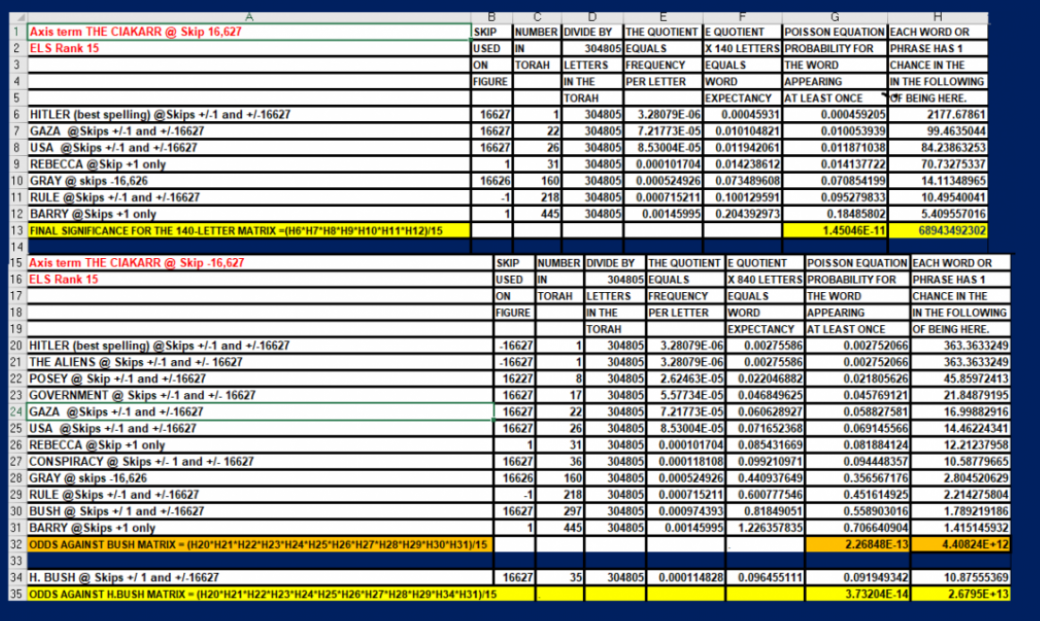 A B C D E F G H
1 Axis term THE CIAKARR @ Skip 16,627 SKIP NUMBER DIVIDE BY THE QUOTIENT E QUOTIENT POISSON EQUATION EACH WORD OR
2 ELS Rank 15 USED IN 304805 EQUALS X 140 LETTERS PROBABILITY FOR PHRASE HAS 1
3 ON TORAH LETTERS FREQUENCY EQUALS THE WORD CHANCE IN THE
4 FIGURE IN THE PER LETTER WORD APPEARING IN THE FOLLOWING
5 TORAH EXPECTANCY AT LEAST ONCE OF BEING HERE.
6 HITLER (best spelling) @Skips +/-1 and +/-16627 16627 1 304805 3.28079E-06 0.00045931 0.000459205 2177.67861
7 GAZA @Skips +/-1 and +/-16627 16627 22 304805 7.21773E-05 0.010104821 0.010053939 99.4635044
8 USA @Skips +/-1 and +/-16627 16627 26 304805 8.53004E-05 0.011942061 0.011871038 84.23863253
9 REBECCA @Skip +1 only 1 31 304805 0.000101704 0.014238612 0.014137722 70.73275337
10 GRAY @ skips -16,626 16626 160 304805 0.000524926 0.073489608 0.070854199 14.11348965
11 RULE @Skips +/-1 and +/-16627 -1 218 304805 0.000715211 0.100129591 0.095279833 10.49540041
12 BARRY @Skips +1 only 1 445 304805 0.00145995 0.204392973 0.18485802 5.409557016
13 FINAL SIGNIFICANCE FOR THE 140-LETTER MATRIX =(H6*H7*H8*H9*H10*H11*H12)/15 1.45046E-11 68943492302
14
15 Axis term THE CIAKARR @ Skip -16,627 SKIP NUMBER DIVIDE BY THE QUOTIENT E QUOTIENT POISSON EQUATION EACH WORD OR
16 ELS Rank 15 USED IN 304805 EQUALS X 840 LETTERS PROBABILITY FOR PHRASE HAS 1
17 ON TORAH LETTERS FREQUENCY EQUALS THE WORD CHANCE IN THE
18 FIGURE IN THE PER LETTER WORD APPEARING IN THE FOLLOWING
19 TORAH EXPECTANCY AT LEAST ONCE OF BEING HERE.
20 HITLER (best spelling) @Skips +/-1 and +/-16627 -16627 1 304805 3.28079E-06 0.00275586 0.002752066 363.3633249
21 THE ALIENS @ Skips +/-1 and +/- 16627 -16627 1 304805 3.28079E-06 0.00275586 0.002752066 363.3633249
22 POSEY @ Skip +/-1 and +/-16627 16227 8 304805 2.62463E-05 0.022046882 0.021805626 45.85972413
23 GOVERNMENT @ Skips +/-1 and +/- 16627 16627 17 304805 5.57734E-05 0.046849625 0.045769121 21.84879195
24 GAZA @Skips +/-1 and +/-16627 16627 22 304805 7.21773E-05 0.060628927 0.058827581 16.99882916
25 USA @Skips +/-1 and +/-16627 16627 26 304805 8.53004E-05 0.071652368 0.069145566 14.46224341
26 REBECCA @Skip +1 only 1 31 304805 0.000101704 0.085431669 0.081884124 12.21237958
27 CONSPIRACY @ Skips +/- 1 and +/- 16627 16627 36 304805 0.000118108 0.099210971 0.094448357 10.58779665
28 GRAY @ skips -16,626 16626 160 304805 0.000524926 0.440937649 0.356567176 2.804520629
29 RULE @Skips +/-1 and +/-16627 -1 218 304805 0.000715211 0.600777546 0.451614925 2.214275804
30 BUSH @ Skips +/ 1 and +/-16627 16627 297 304805 0.000974393 0.81849051 0.558903016 1.789219186
31 BARRY @Skips +1 only 1 445 304805 0.00145995 1.226357835 0.706640904 1.415145932
32 ODDS AGAINST BUSH MATRIX = (H20*H21*H22*H23*H24*H25*H26*H27*H28*H29*H30*H31)/15 2.26848E-13 4.40824E+12
33
34 H. BUSH @ Skips +/ 1 and +/-16627 16627 35 304805 0.000114828 0.096455111 0.091949342 10.87555369
35 ODDS AGAINST H.BUSH MATRIX = (H20*H21*H22*H23*H24*H25*H26*H27*H28*H29*H34*H31)/15 3.73204E-14 2.6795E+13